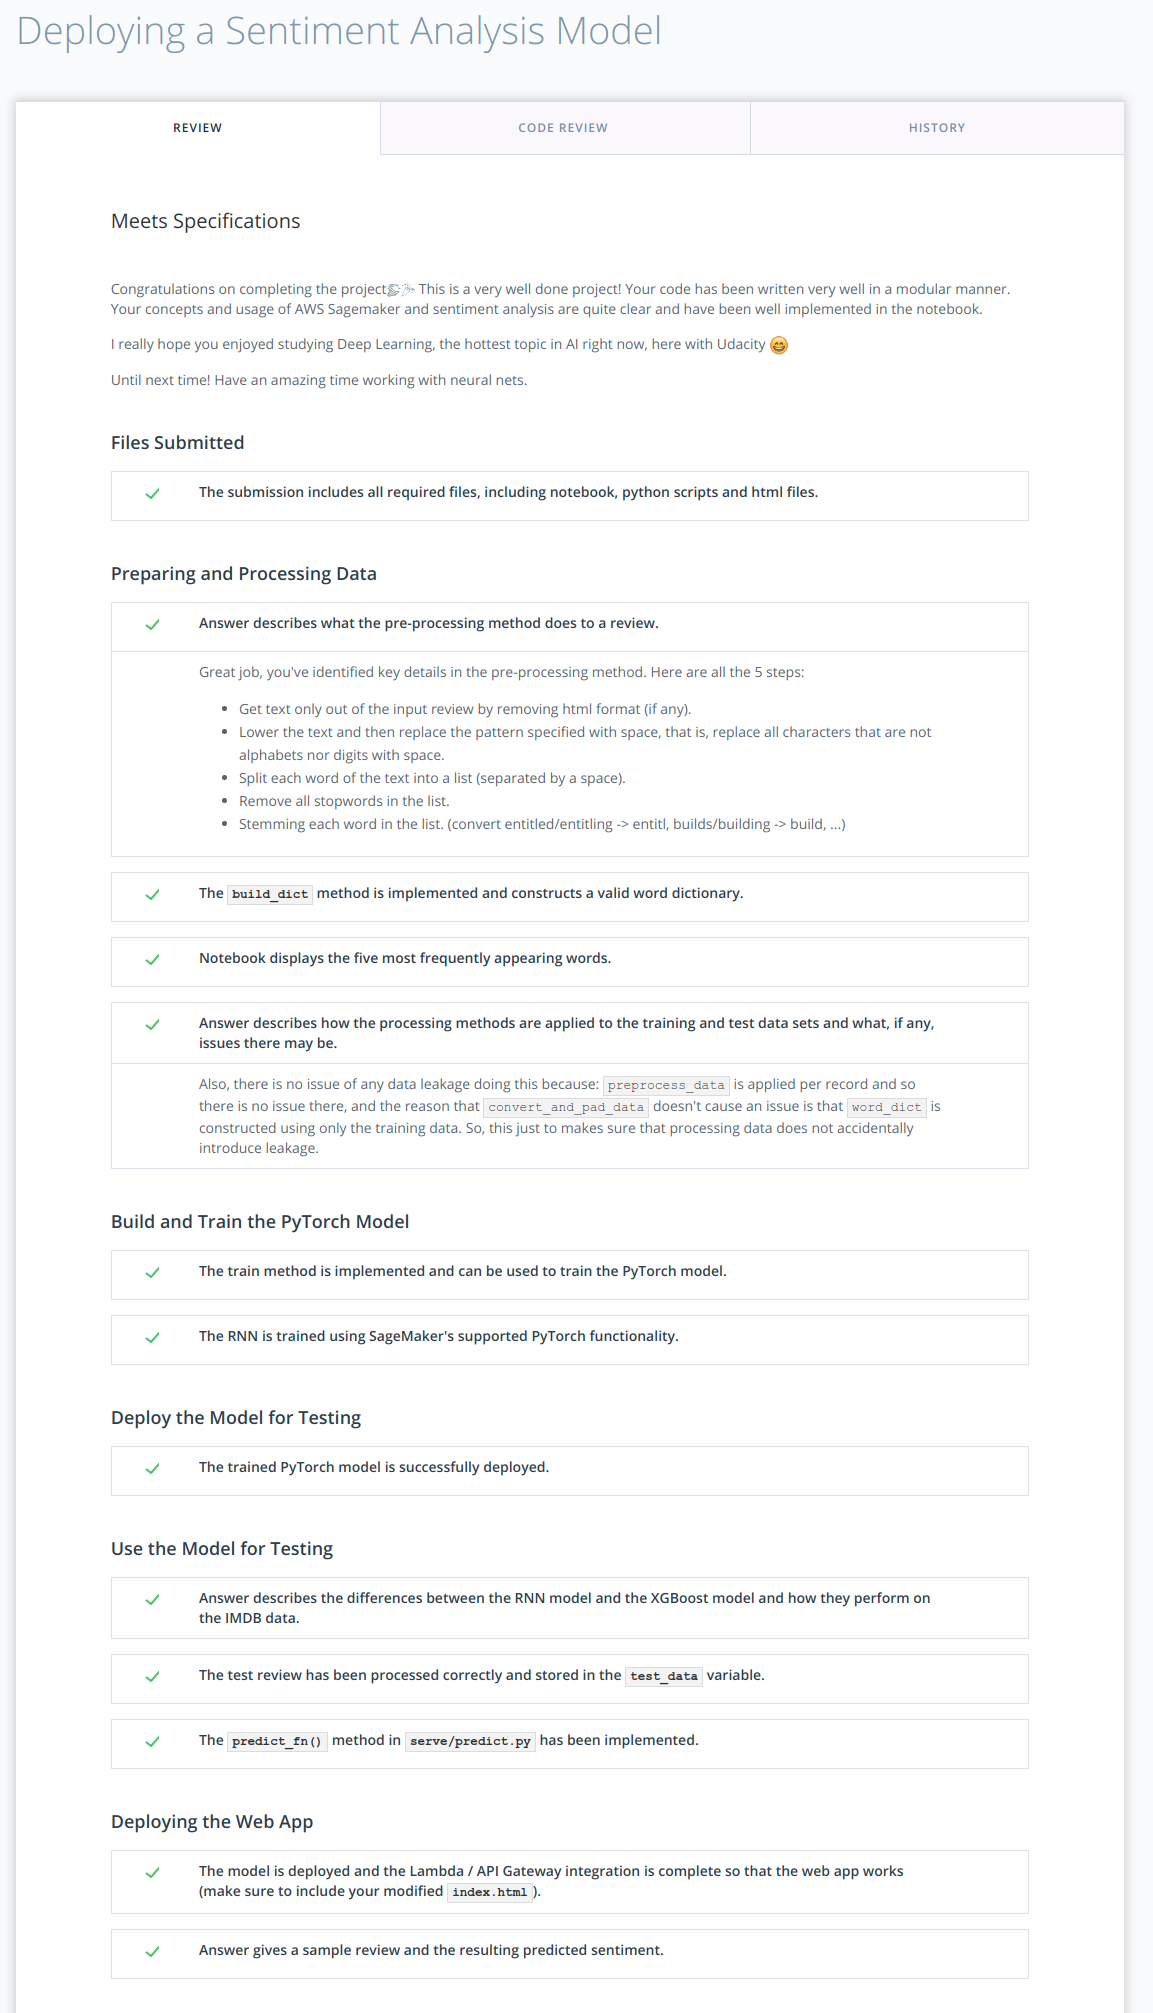 Deploying a Sentiment Analysis Model
REVIEW
CODE REVIEW
HISTORY
Meets Specifications
Congratulations on completing the project This is a very well done project! Your code has been written very well in a modular manner.
Your concepts and usage of AWS Sagemaker and sentiment analysis are quite clear and have been well implemented in the notebook.
I really hope you enjoyed studying Deep Learning, the hottest topic in AI right now, here with Udacity 😄
Until next time! Have an amazing time working with neural nets.
Files Submitted
The submission includes all required files, including notebook, python scripts and html files.
Preparing and Processing Data
Answer describes what the pre-processing method does to a review.
Great job, you've identified key details in the pre-processing method. Here are all the 5 steps:
• Get text only out of the input review by removing html format (if any).
• Lower the text and then replace the pattern specified with space, that is, replace all characters that are not
alphabets nor digits with space.
• Split each word of the text into a list (separated by a space).
• Remove all stopwords in the list.
• Stemming each word in the list. (convert entitled/entitling -> entitl, builds/building -> build, ...)
The build_dict method is implemented and constructs a valid word dictionary.
Notebook displays the five most frequently appearing words.
Answer describes how the processing methods are applied to the training and test data sets and what, if any,
issues there may be.
Also, there is no issue of any data leakage doing this because: preprocess_data is applied per record and so
there is no issue there, and the reason that convert_and_pad_data doesn't cause an issue is that word_dict is
constructed using only the training data. So, this just to makes sure that processing data does not accidentally
introduce leakage.
Build and Train the PyTorch Model
The train method is implemented and can be used to train the PyTorch model.
The RNN is trained using SageMaker's supported PyTorch functionality.
Deploy the Model for Testing
The trained PyTorch model is successfully deployed.
Use the Model for Testing
Answer describes the differences between the RNN model and the XGBoost model and how they perform on
the IMDB data.
The test review has been processed correctly and stored in the test_data variable.
The predict_fn() method in serve/predict.py has been implemented.
Deploying the Web App
The model is deployed and the Lambda / API Gateway integration is complete so that the web app works
(make sure to include your modified index.html).
Answer gives a sample review and the resulting predicted sentiment.